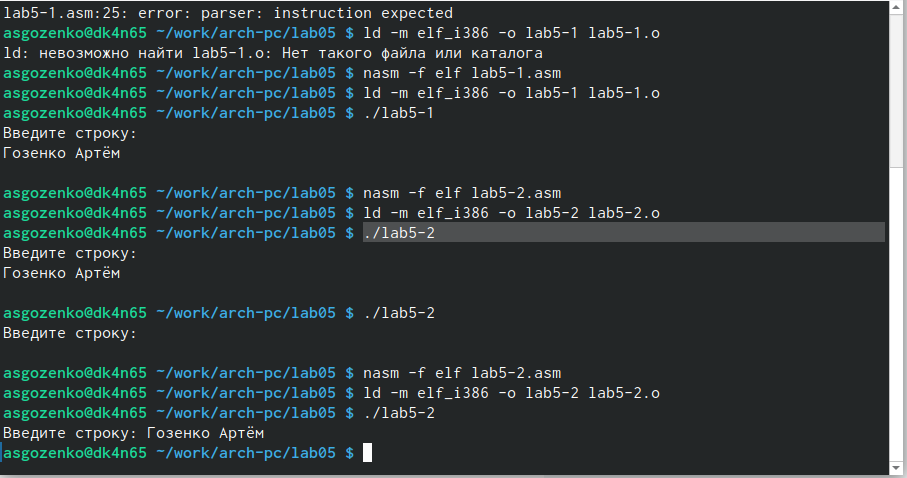 lab5-1.asm:25: error: parser: instruction expected
asgozenko@dk4n65 ~/work/arch-pc/lab05 $ ld -m elf_i386 -o lab5-1 lab5-1.o
ld: невозможно найти lab5-1.o: Нет такого файла или каталога
asgozenko@dk4n65 ~/work/arch-pc/lab05 $ nasm -f elf lab5-1.asm
asgozenko@dk4n65 ~/work/arch-pc/lab05 $ ld -m elf_i386 -o lab5-1 lab5-1.o
asgozenko@dk4n65 ~/work/arch-pc/lab05 $ ./lab5-1
Введите строку:
Гозенко Артём
asgozenko@dk4n65 ~/work/arch-pc/lab05 $ nasm -f elf lab5-2.asm
asgozenko@dk4n65 ~/work/arch-pc/lab05 $ ld -m elf_i386 -o lab5-2 lab5-2.o
asgozenko@dk4n65 ~/work/arch-pc/lab05 $ ./lab5-2
Введите строку:
Гозенко Артём
asgozenko@dk4n65 ~/work/arch-pc/lab05 $ ./lab5-2
Введите строку:
asgozenko@dk4n65 ~/work/arch-pc/lab05 $ nasm -f elf lab5-2.asm
asgozenko@dk4n65 ~/work/arch-pc/lab05 $ ld -m elf_i386 -o lab5-2 lab5-2.o
asgozenko@dk4n65 ~/work/arch-pc/lab05 $ ./lab5-2
Введите строку: Гозенко Артём
asgozenko@dk4n65 ~/work/arch-pc/lab05 $